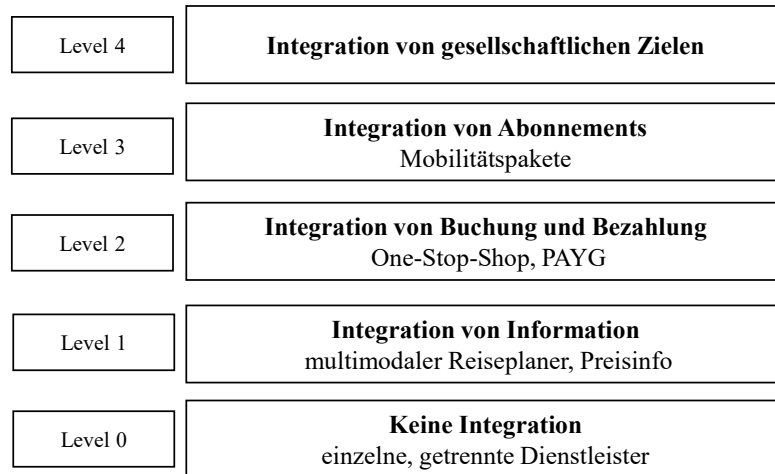 Level 4
Integration von gesellschaftlichen Zielen
Level 3
Integration von Abonnements
Mobilitätspakete
Level 2
Integration von Buchung und Bezahlung
One-Stop-Shop, PAYG
Level 1
Integration von Information
multimodaler Reiseplaner, Preisinfo
Level 0
Keine Integration
einzelne, getrennte Dienstleister